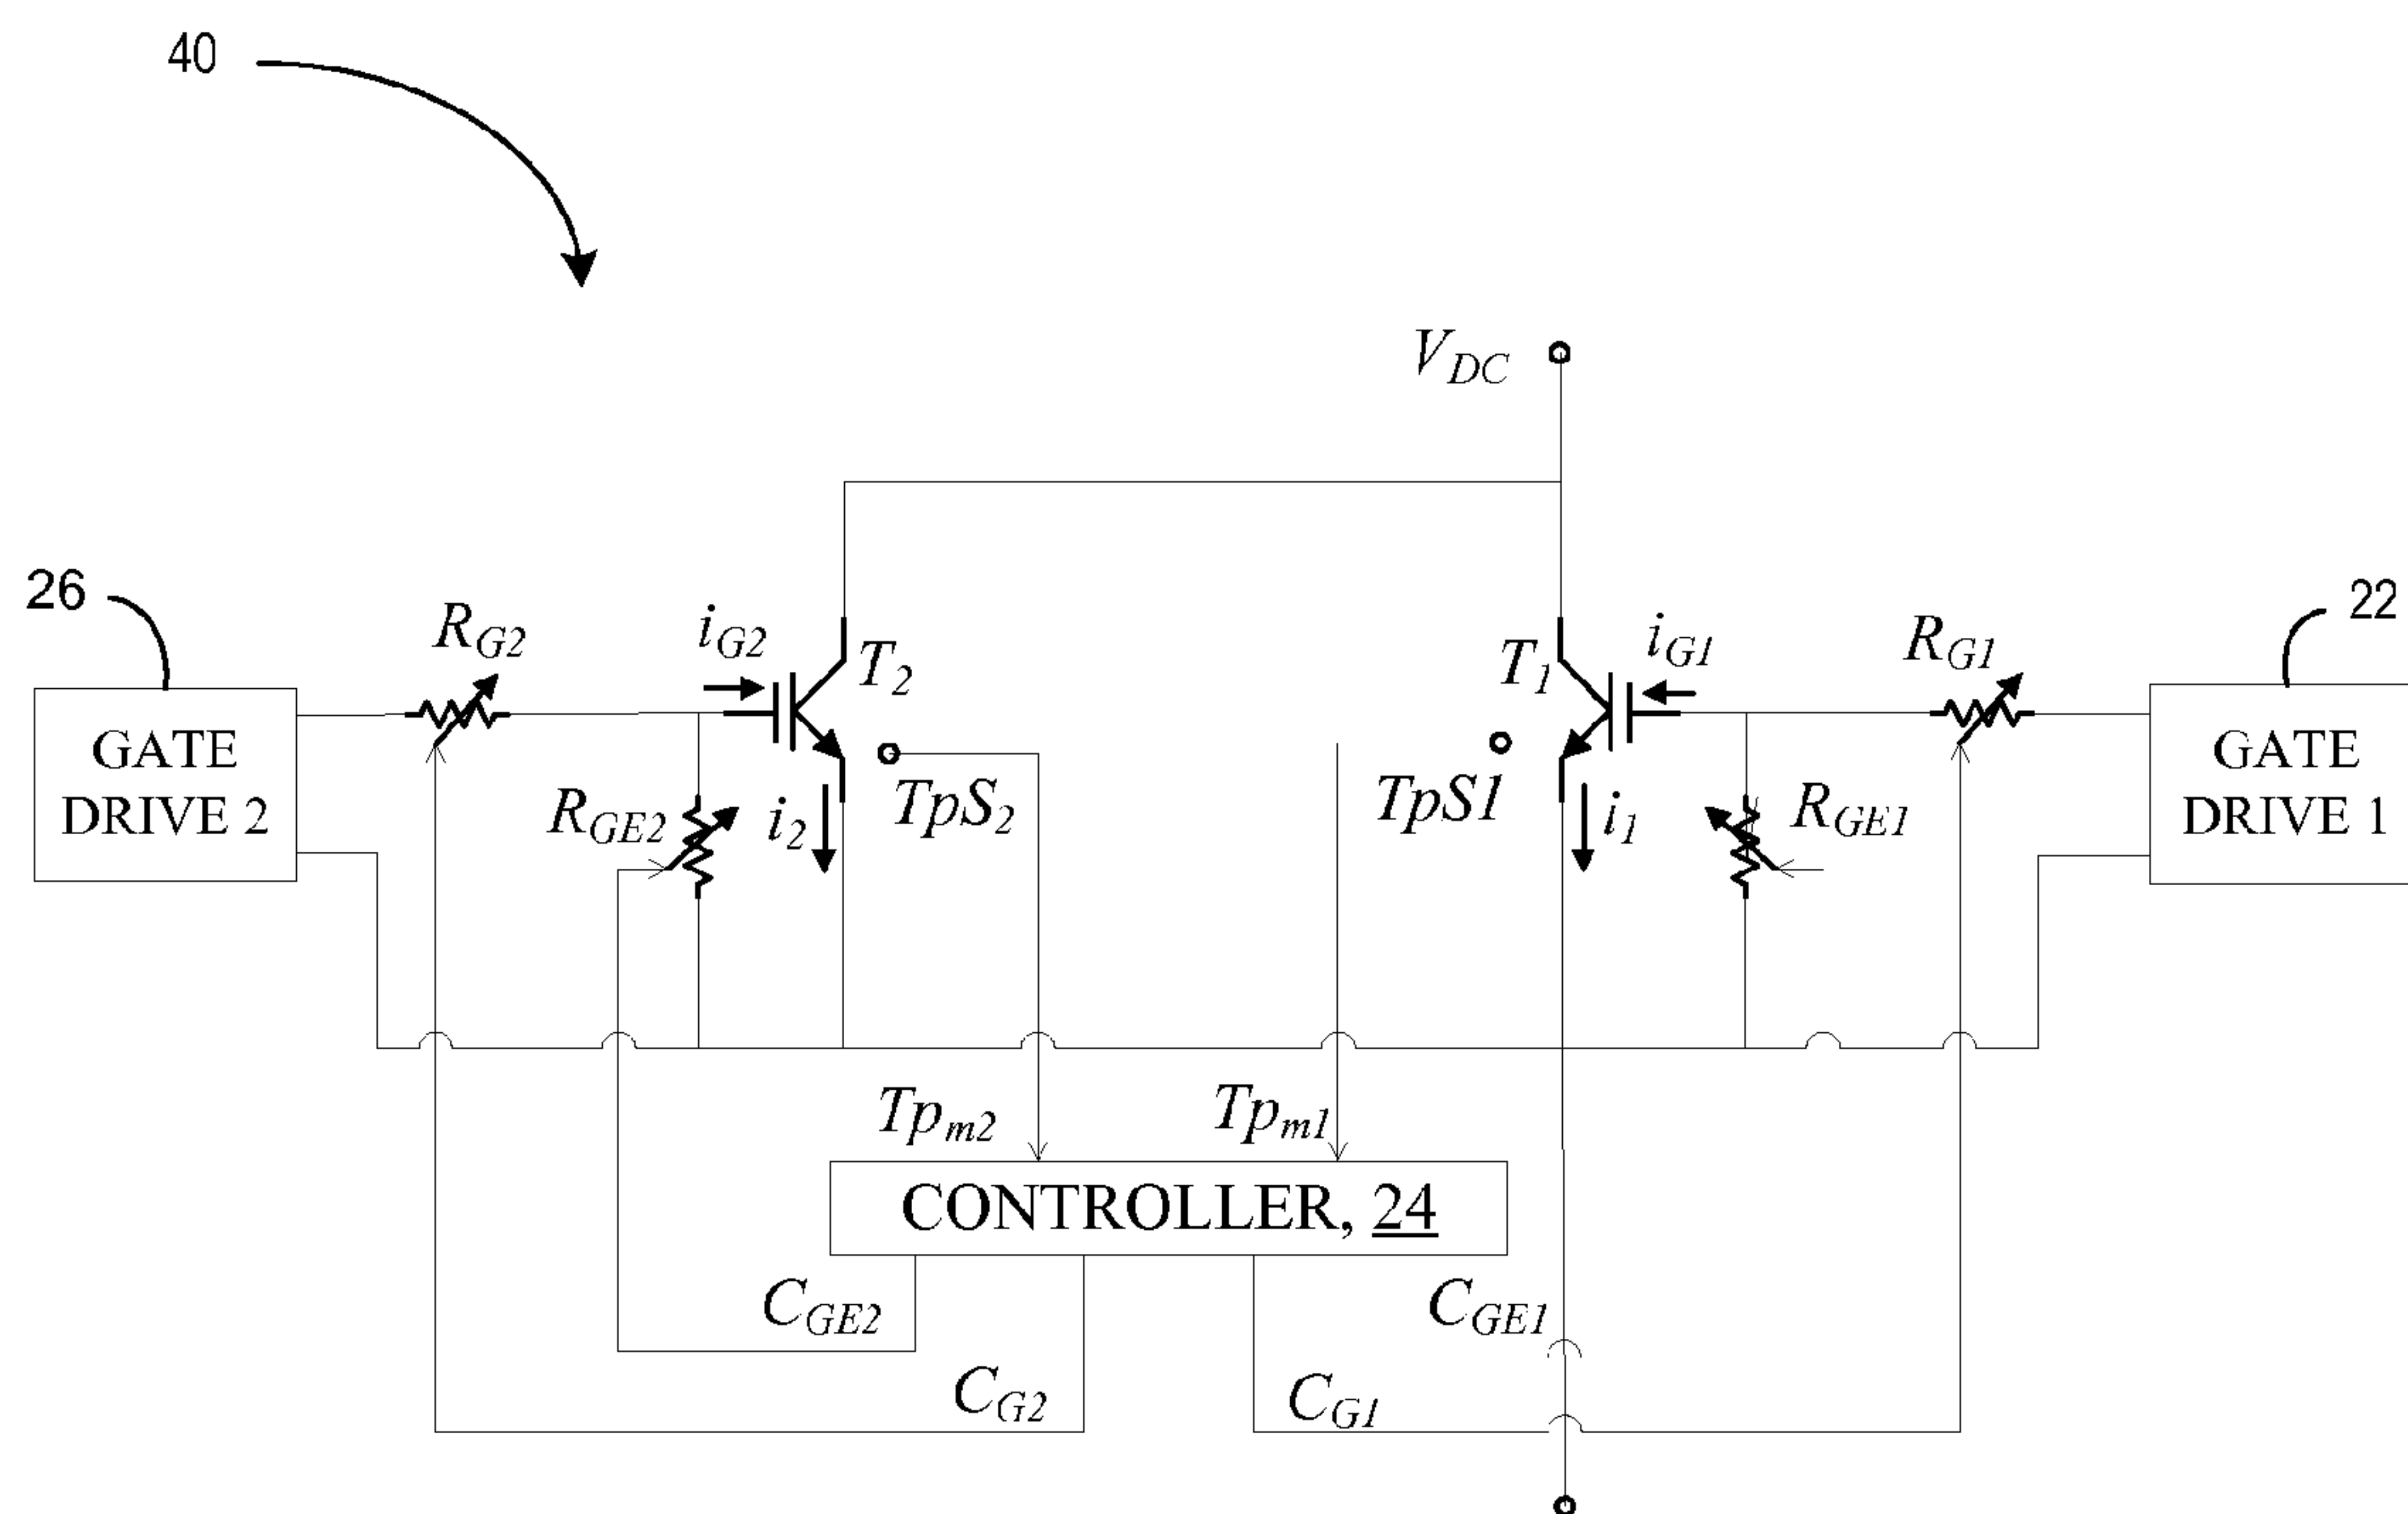 40
V_DC
26
R_G2
i_G2
T_2
T_1
i_G1
R_G1
22
GATE
DRIVE 2
R_GE2
i_2
TpS_2
TpS1
i_1
R_GE1
GATE
DRIVE 1
Tp_m2
Tp_m1
CONTROLLER, 24
C_GE2
C_GE1
C_G2
C_G1